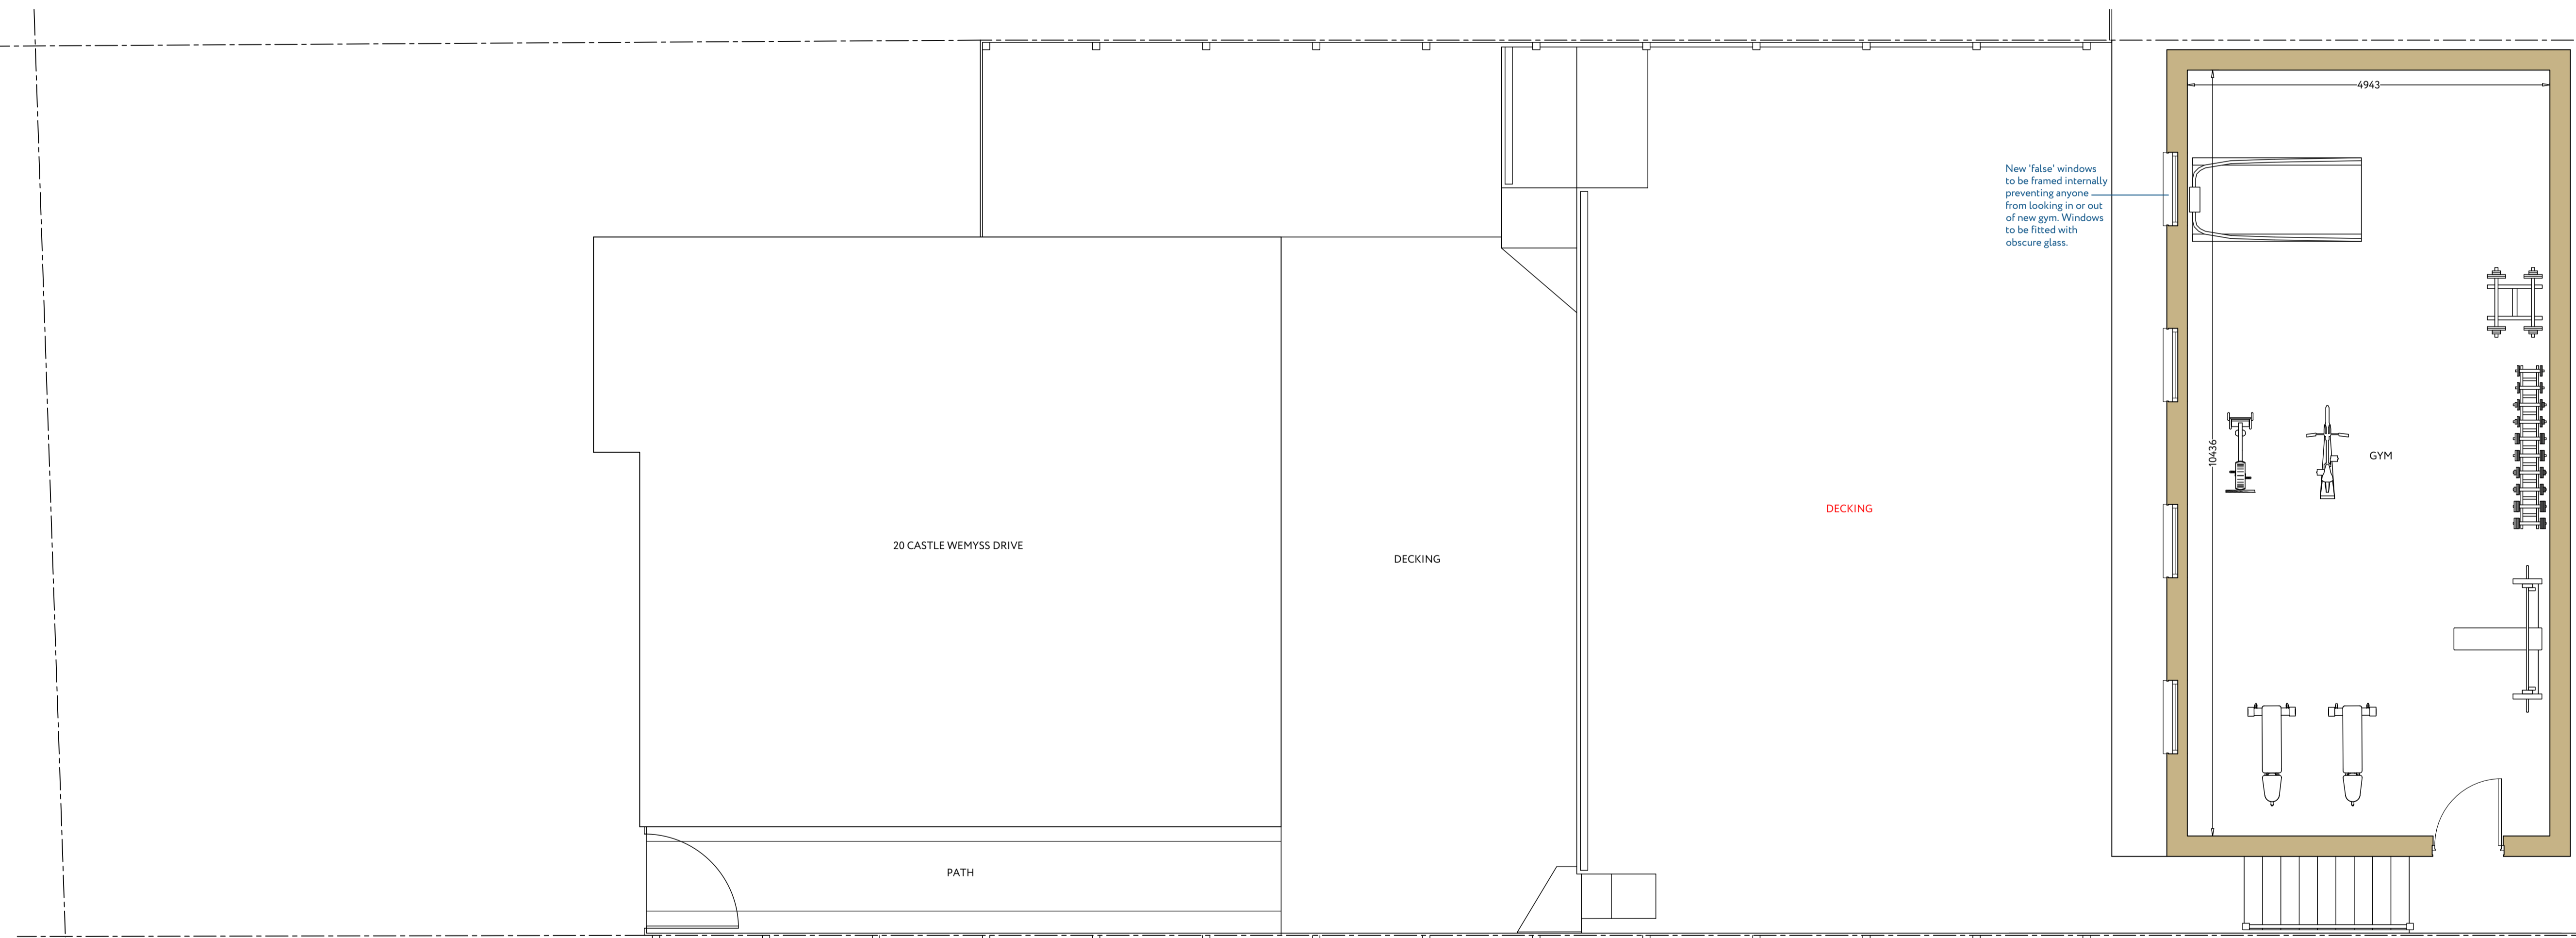 4943
New 'false' windows
to be framed internally
preventing anyone
from looking in or out
of new gym. Windows
to be fitted with
obscure glass.
10436
GYM
DECKING
20 CASTLE WEMYSS DRIVE
DECKING
PATH